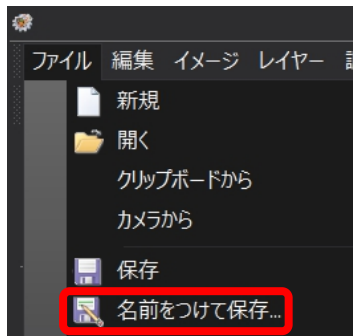 ファイル 編集 イメージ レイヤー
新規
開く
クリップボードから
カメラから
保存
名前をつけて保存...